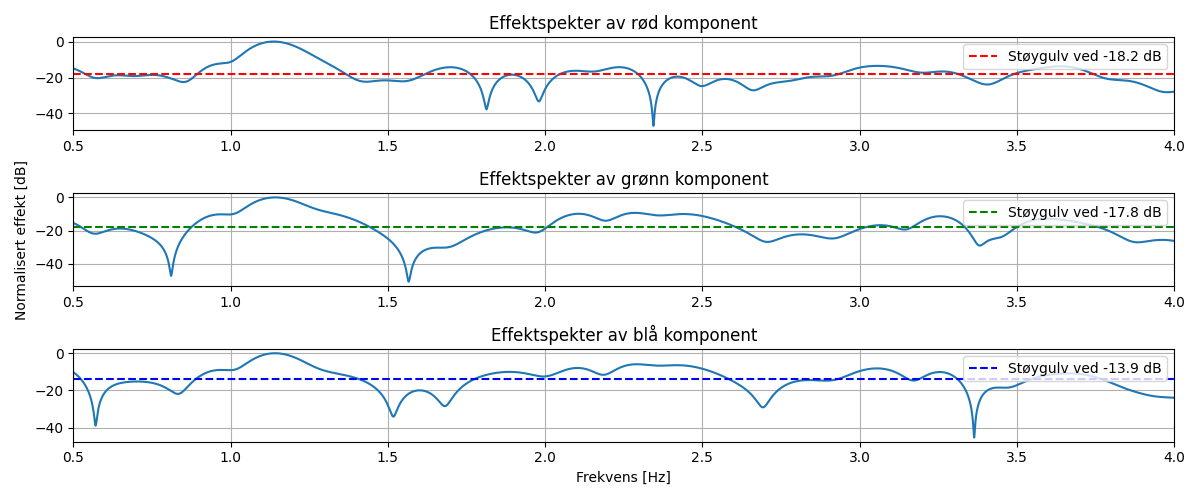 Effektspekter av rød komponent
0
−20
−40
Støygulv ved -18.2 dB
0.5 1.0 1.5 2.0 2.5 3.0 3.5 4.0
Effektspekter av grønn komponent
Normalisert effekt [dB]
0
−20
−40
Støygulv ved -17.8 dB
0.5 1.0 1.5 2.0 2.5 3.0 3.5 4.0
Effektspekter av blå komponent
0
−20
−40
Støygulv ved -13.9 dB
0.5 1.0 1.5 2.0 2.5 3.0 3.5 4.0
Frekvens [Hz]